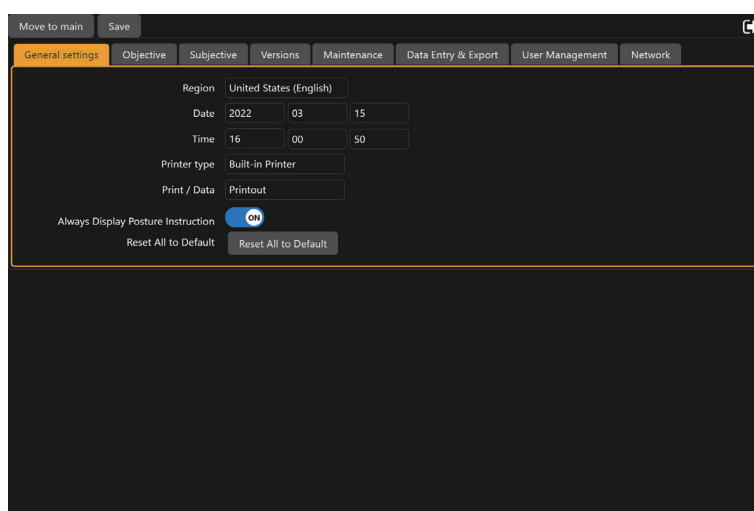 Move to main Save
General settings Objective Subjective Versions Maintenance Data Entry & Export User Management Network
Region United States (English)
Date 2022 03 15
Time 16 00 50
Printer type Built-in Printer
Print / Data Printout
Always Display Posture Instruction ON
Reset All to Default Reset All to Default